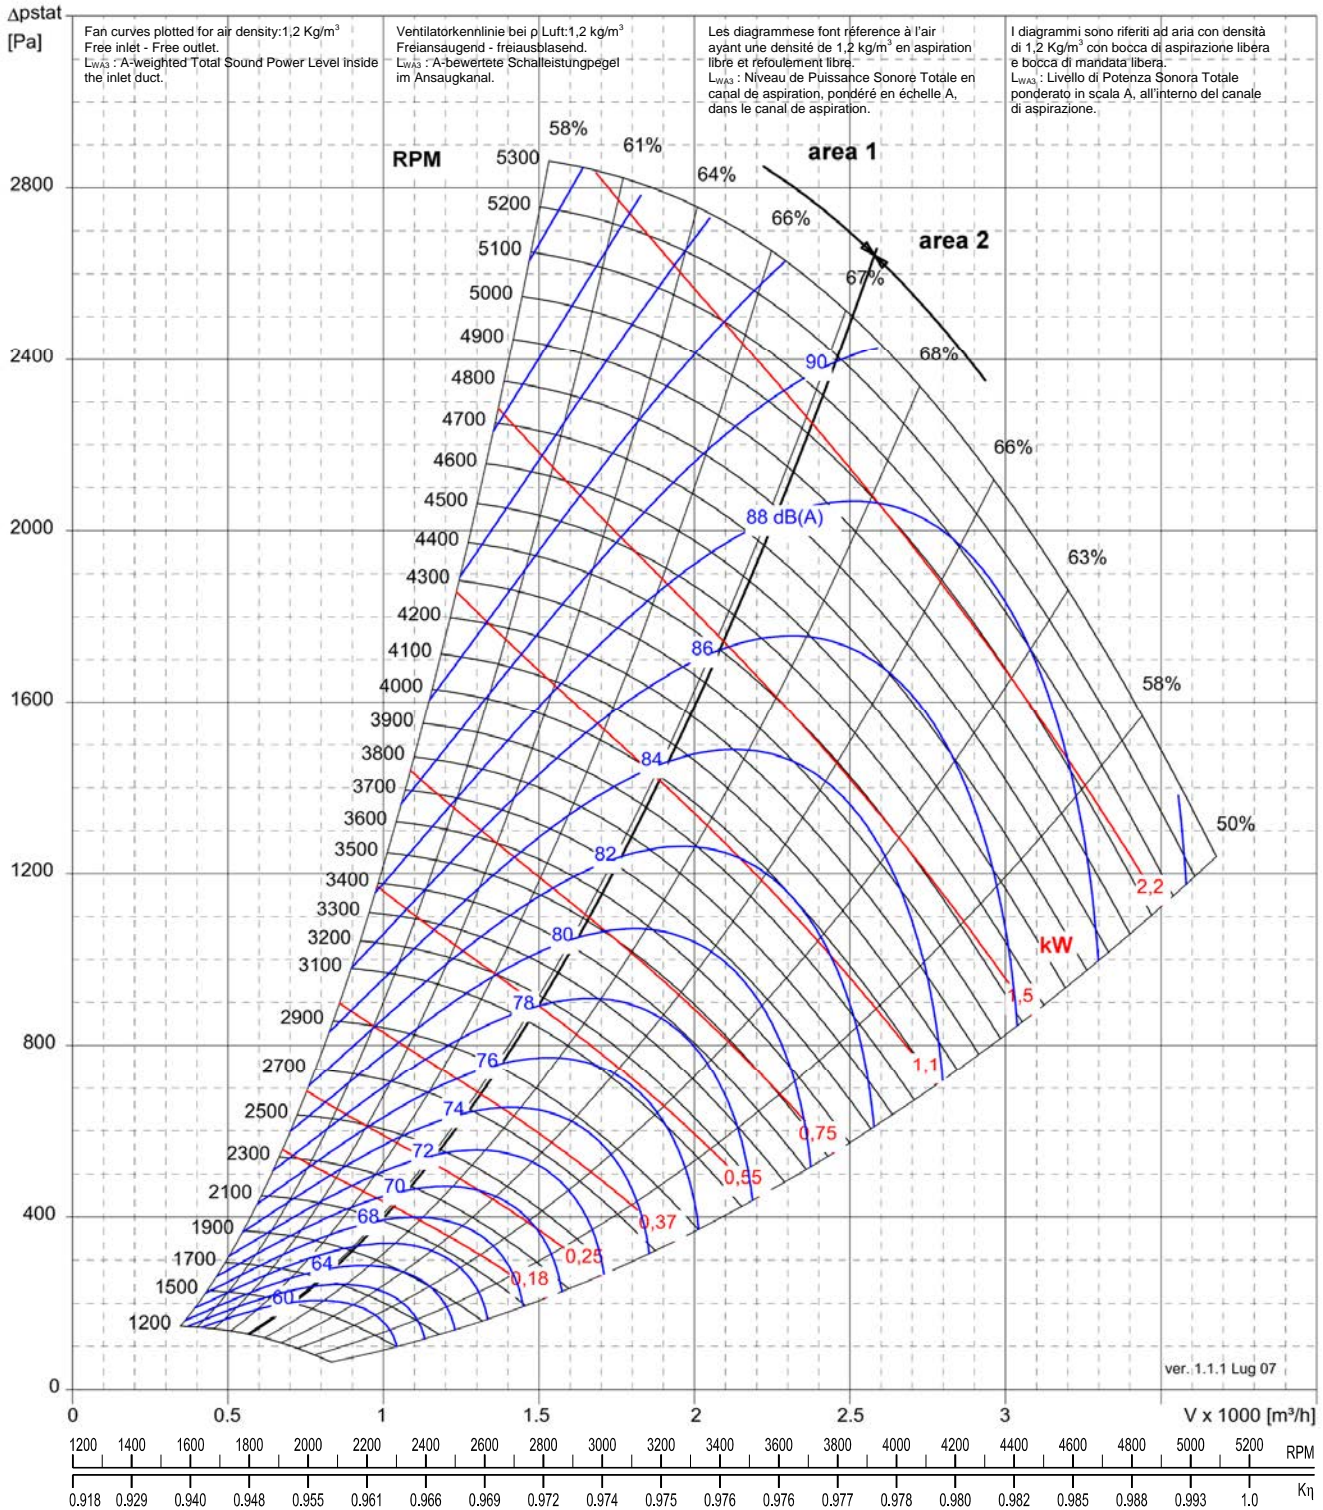 Δpstat
[Pa]
Fan curves plotted for air density:1,2 Kg/m³
Free inlet - Free outlet.
LWA3 : A-weighted Total Sound Power Level inside
the inlet duct.
Ventilatorkennlinie bei ρ Luft:1,2 kg/m³
Freiansaugend - freiausblasend.
LWA3 : A-bewertete Schalleistungpegel
im Ansaugkanal.
Les diagrammese font réference à l'air
ayant une densité de 1,2 kg/m³ en aspiration
libre et refoulement libre.
LWA3 : Niveau de Puissance Sonore Totale en
canal de aspiration, pondéré en échelle A,
dans le canal de aspiration.
I diagrammi sono riferiti ad aria con densità
di 1,2 Kg/m³ con bocca di aspirazione libera
e bocca di mandata libera.
LWA3 : Livello di Potenza Sonora Totale
ponderato in scala A, all'interno del canale
di aspirazione.
RPM
area 1
area 2
58%
61%
64%
66%
67%
68%
66%
63%
58%
50%
5300
5200
5100
5000
4900
4800
4700
4600
4500
4400
4300
4200
4100
4000
3900
3800
3700
3600
3500
3400
3300
3200
3100
2900
2700
2500
2300
2100
1900
1700
1500
1200
90
88 dB(A)
86
84
82
80
78
76
74
72
70
68
64
60
2,2
kW
1,5
1,1
0,75
0,55
0,37
0,25
0,18
2800
2400
2000
1600
1200
800
400
0
ver. 1.1.1 Lug 07
0 0.5 1 1.5 2 2.5 3 V x 1000 [m³/h]
1200 1400 1600 1800 2000 2200 2400 2600 2800 3000 3200 3400 3600 3800 4000 4200 4400 4600 4800 5000 5200 RPM
0.918 0.929 0.940 0.948 0.955 0.961 0.966 0.969 0.972 0.974 0.975 0.976 0.976 0.977 0.978 0.980 0.982 0.985 0.988 0.993 1.0 Kη